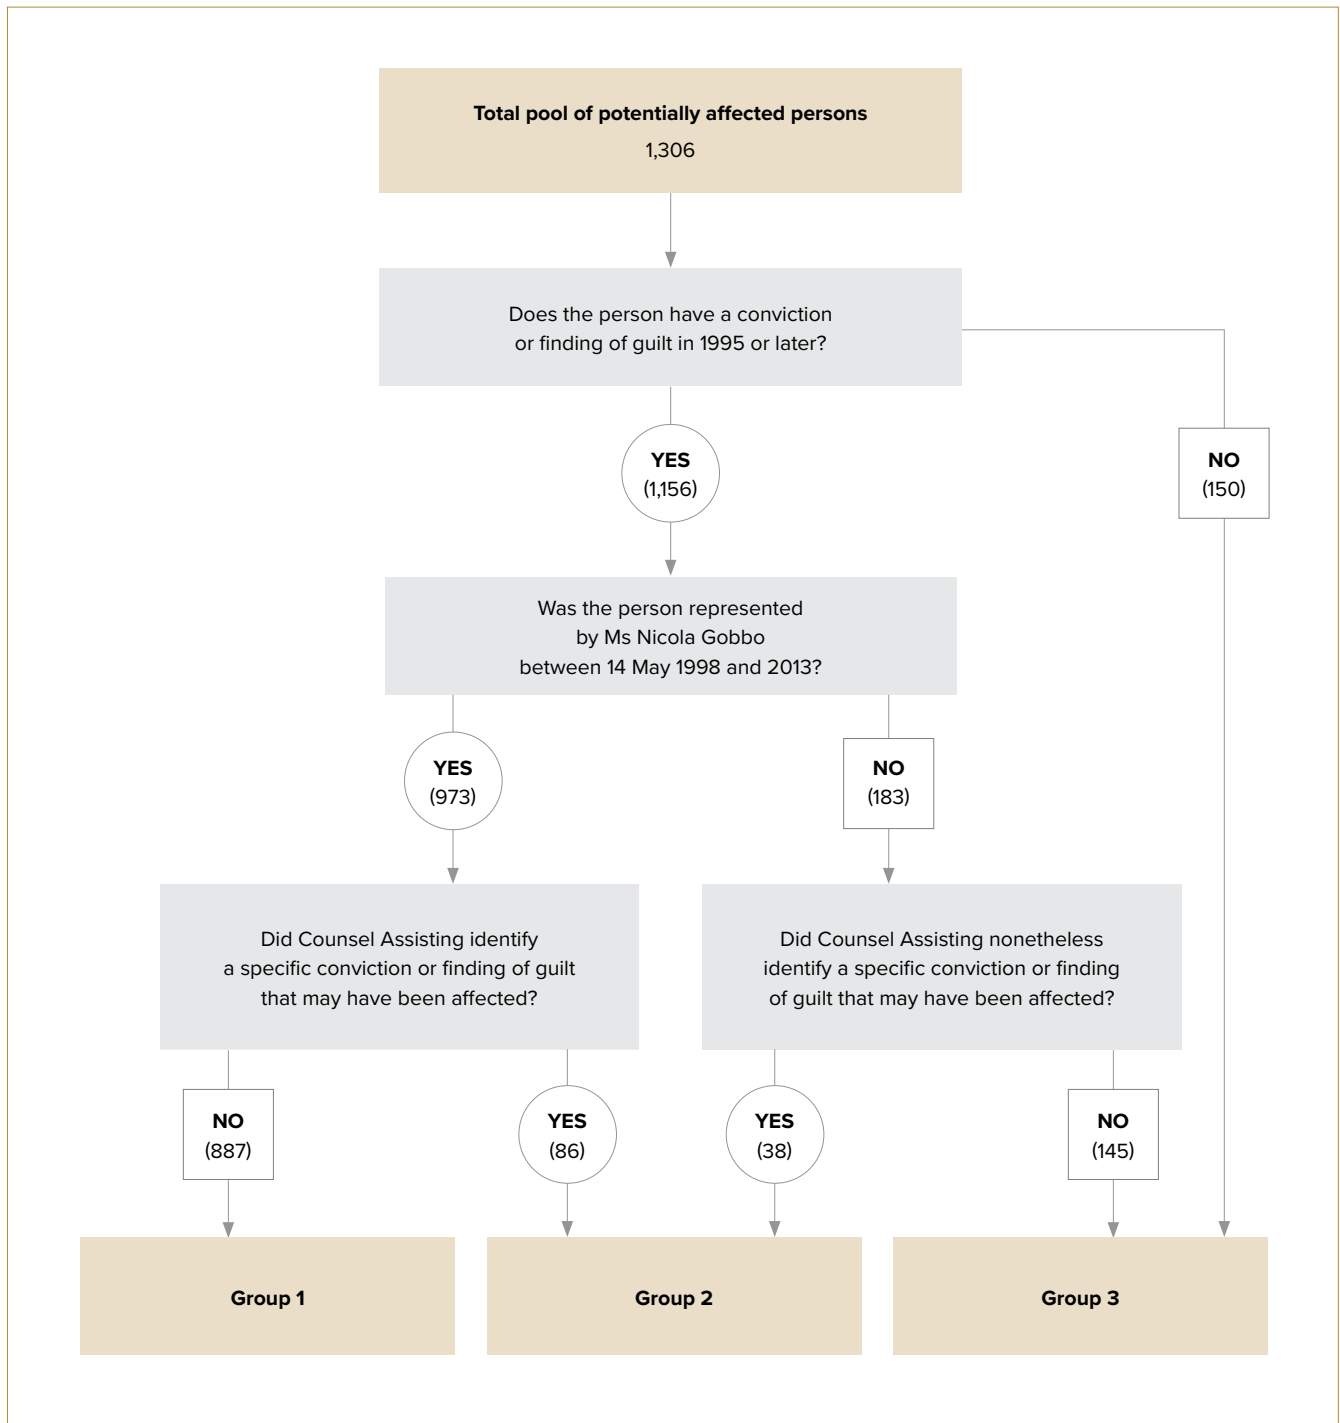 Total pool of potentially affected persons
1,306
Does the person have a conviction
or finding of guilt in 1995 or later?
YES
(1,156)
NO
(150)
Was the person represented
by Ms Nicola Gobbo
between 14 May 1998 and 2013?
YES
(973)
NO
(183)
Did Counsel Assisting identify
a specific conviction or finding of guilt
that may have been affected?
Did Counsel Assisting nonetheless
identify a specific conviction or finding
of guilt that may have been affected?
NO
(887)
YES
(86)
YES
(38)
NO
(145)
Group 1
Group 2
Group 3